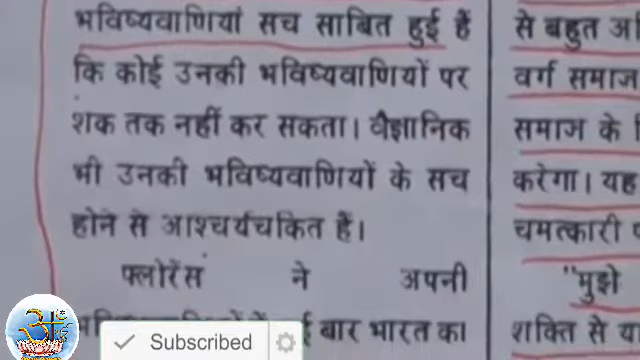 भविष्यवाणियां सच साबित हुई हैं
कि कोई उनकी भविष्यवाणियों पर
शक तक नहीं कर सकता। वैज्ञानिक
भी उनकी भविष्यवाणियों के सच
होने से आश्चर्यचकित हैं।
फ्लोरेंस ने अपनी
बार भारत का
से बहुत
वर्ग समाज
समाज के
करेगा। यह
चमत्कारी
"मुझे
शक्ति से
Subscribed